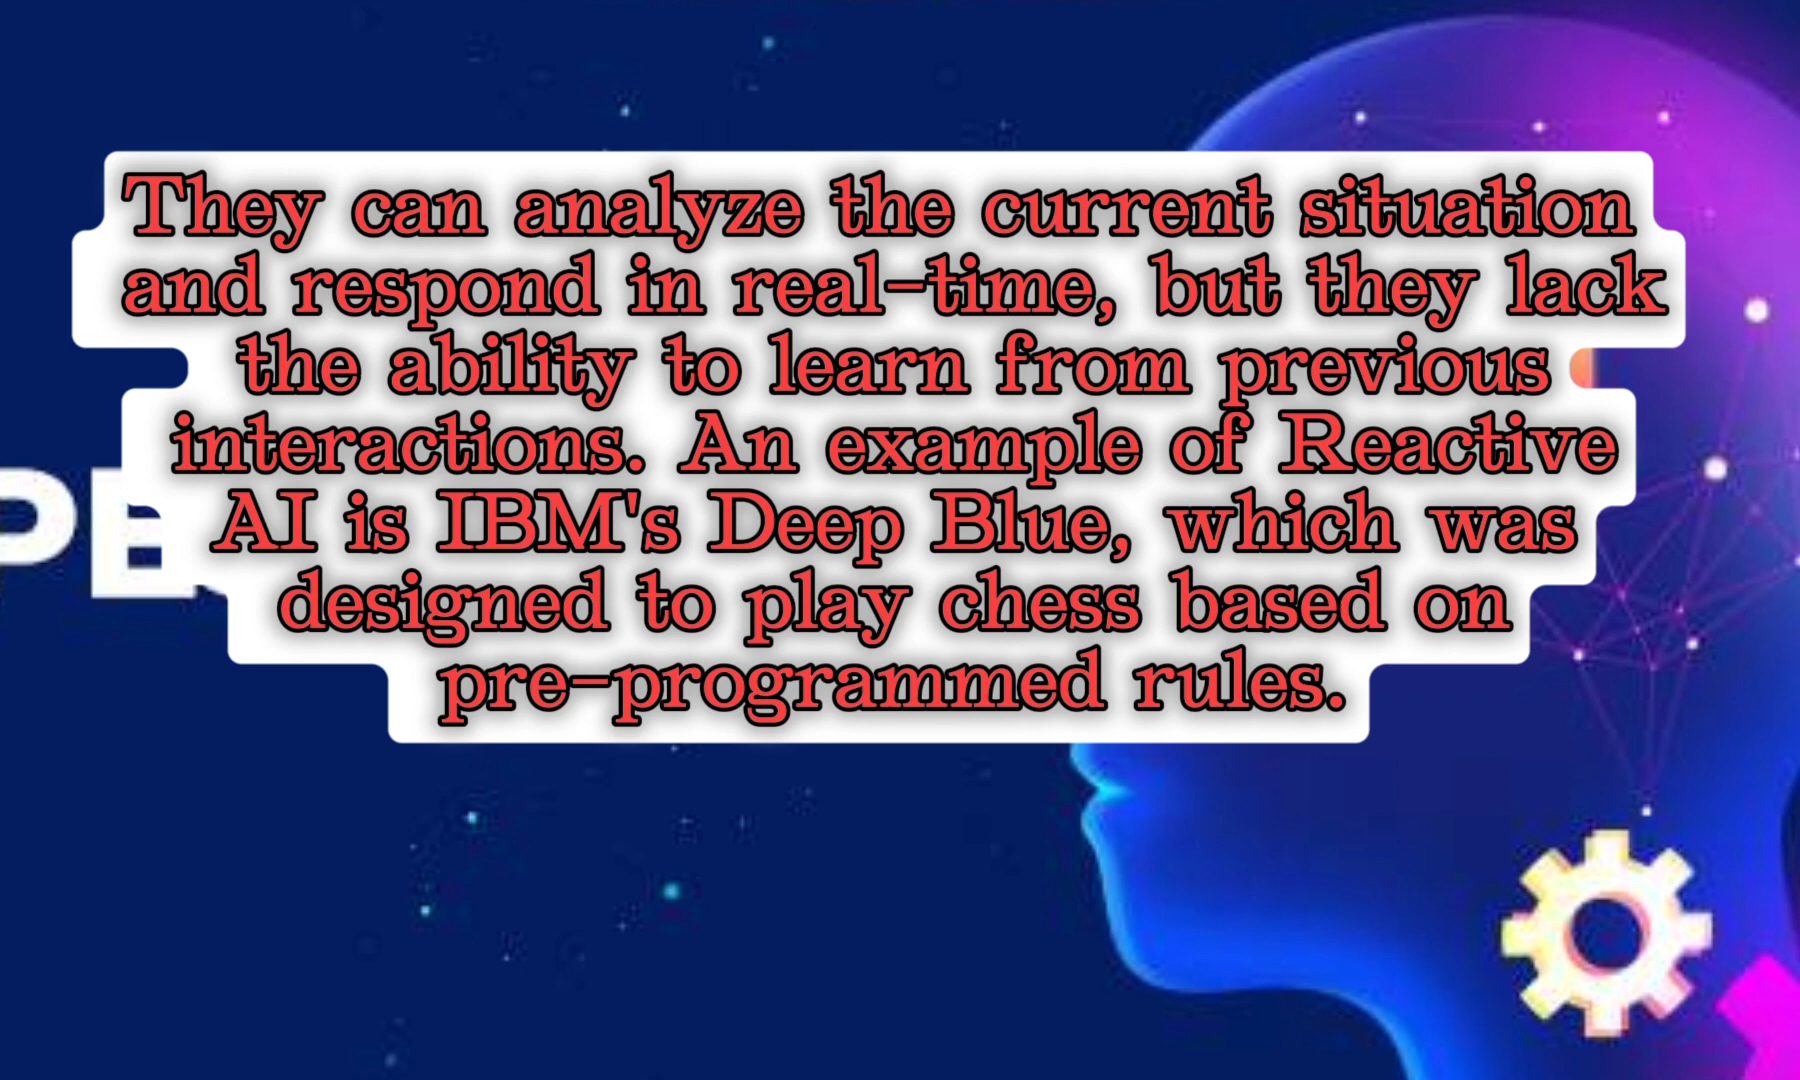 They can analyze the current situation
and respond in real-time, but they lack
the ability to learn from previous
interactions. An example of Reactive
AI is IBM's Deep Blue, which was
designed to play chess based on
pre-programmed rules.